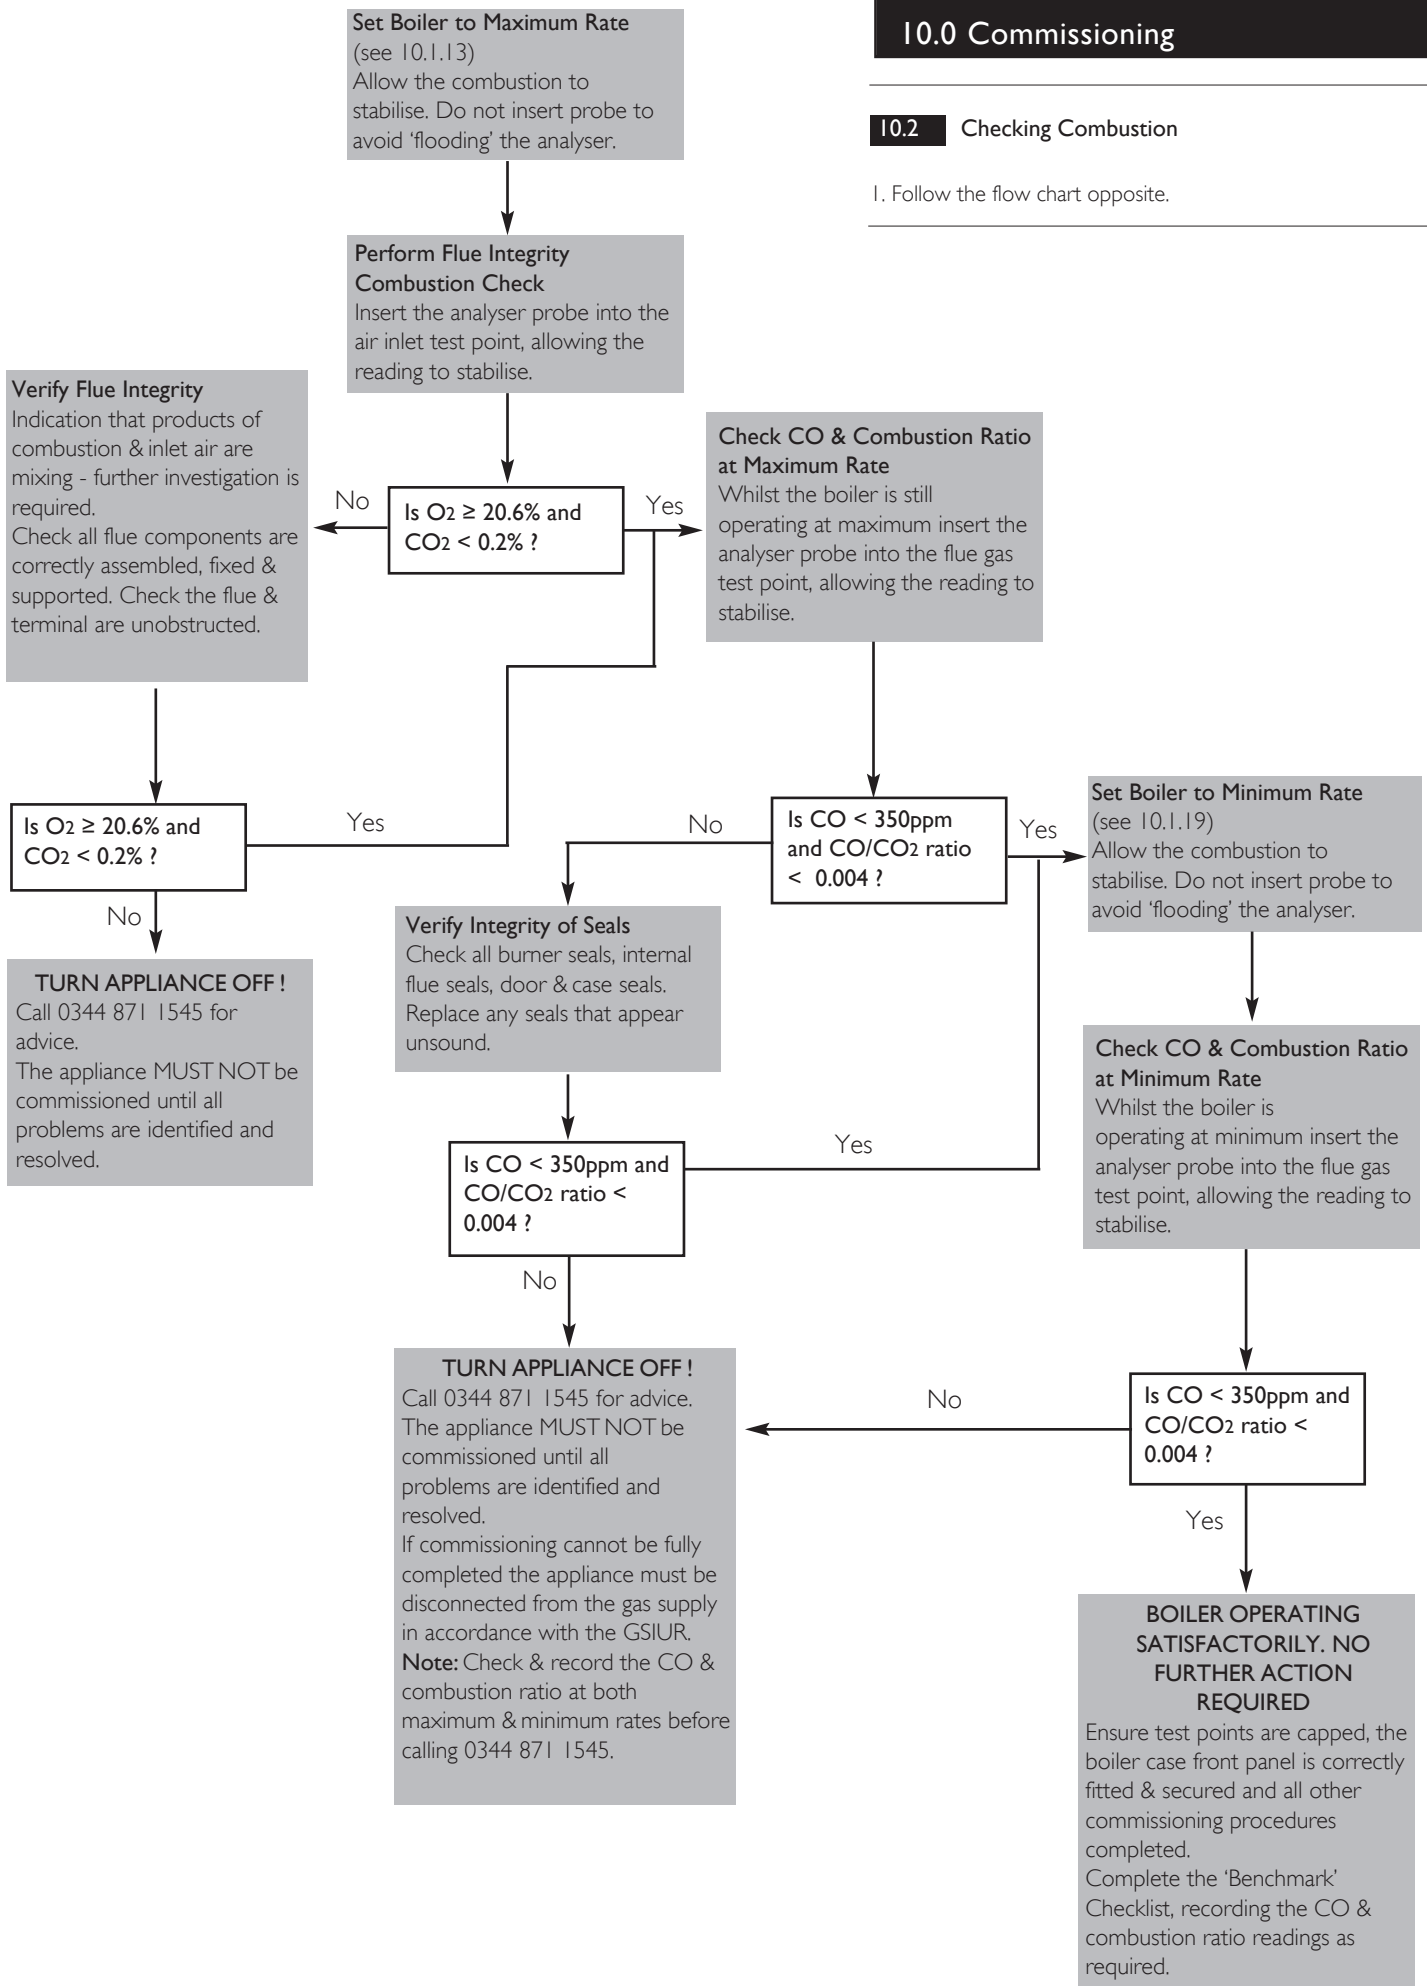 10.0 Commissioning
10.2 Checking Combustion
1. Follow the flow chart opposite.
Set Boiler to Maximum Rate
(see 10.1.13)
Allow the combustion to
stabilise. Do not insert probe to
avoid ‘flooding’ the analyser.
Perform Flue Integrity
Combustion Check
Insert the analyser probe into the
air inlet test point, allowing the
reading to stabilise.
Is O2 ≥ 20.6% and
CO2 < 0.2% ?
No
Yes
Verify Flue Integrity
Indication that products of
combustion & inlet air are
mixing - further investigation is
required.
Check all flue components are
correctly assembled, fixed &
supported. Check the flue &
terminal are unobstructed.
Is O2 ≥ 20.6% and
CO2 < 0.2% ?
Yes
No
TURN APPLIANCE OFF !
Call 0344 871 1545 for
advice.
The appliance MUST NOT be
commissioned until all
problems are identified and
resolved.
Check CO & Combustion Ratio
at Maximum Rate
Whilst the boiler is still
operating at maximum insert the
analyser probe into the flue gas
test point, allowing the reading to
stabilise.
Is CO < 350ppm
and CO/CO2 ratio
< 0.004 ?
No
Yes
Verify Integrity of Seals
Check all burner seals, internal
flue seals, door & case seals.
Replace any seals that appear
unsound.
Is CO < 350ppm and
CO/CO2 ratio <
0.004 ?
Yes
No
TURN APPLIANCE OFF !
Call 0344 871 1545 for advice.
The appliance MUST NOT be
commissioned until all
problems are identified and
resolved.
If commissioning cannot be fully
completed the appliance must be
disconnected from the gas supply
in accordance with the GSIUR.
Note: Check & record the CO &
combustion ratio at both
maximum & minimum rates before
calling 0344 871 1545.
Set Boiler to Minimum Rate
(see 10.1.19)
Allow the combustion to
stabilise. Do not insert probe to
avoid ‘flooding’ the analyser.
Check CO & Combustion Ratio
at Minimum Rate
Whilst the boiler is
operating at minimum insert the
analyser probe into the flue gas
test point, allowing the reading to
stabilise.
Is CO < 350ppm and
CO/CO2 ratio <
0.004 ?
No
Yes
BOILER OPERATING
SATISFACTORILY. NO
FURTHER ACTION
REQUIRED
Ensure test points are capped, the
boiler case front panel is correctly
fitted & secured and all other
commissioning procedures
completed.
Complete the ‘Benchmark’
Checklist, recording the CO &
combustion ratio readings as
required.